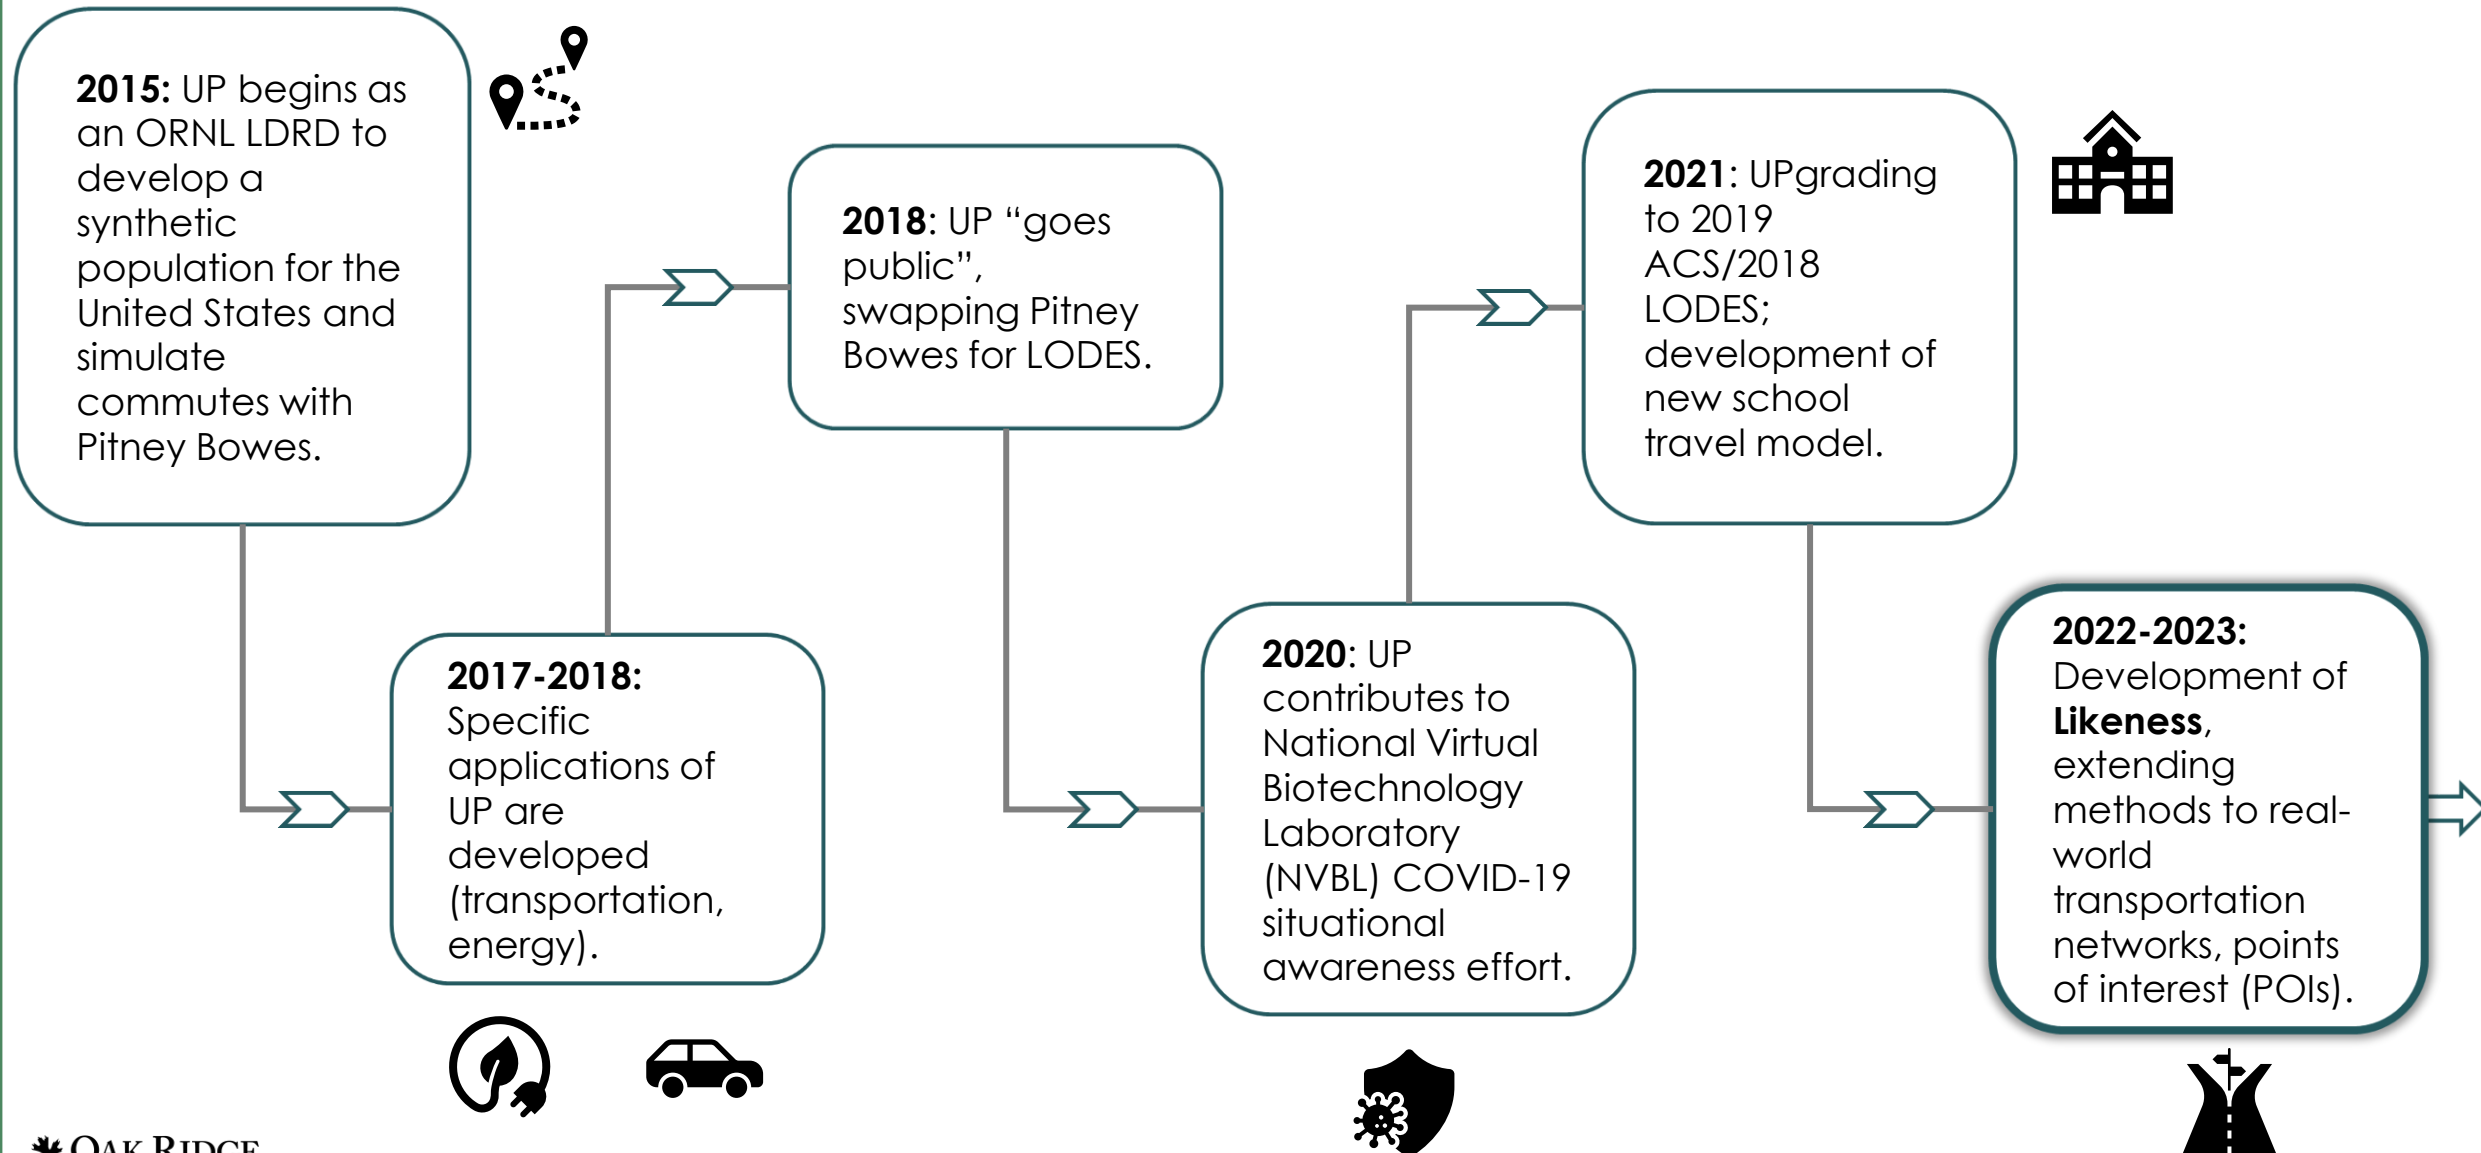 2015: UP begins as
an ORNL LDRD to
develop a
synthetic
population for the
United States and
simulate
commutes with
Pitney Bowes.
2017-2018:
Specific
applications of
UP are
developed
(transportation,
energy).
2018: UP “goes
public”,
swapping Pitney
Bowes for LODES.
2020: UP
contributes to
National Virtual
Biotechnology
Laboratory
(NVBL) COVID-19
situational
awareness effort.
2021: UPgrading
to 2019
ACS/2018
LODES;
development of
new school
travel model.
2022-2023:
Development of
Likeness,
extending
methods to real-
world
transportation
networks, points
of interest (POIs).
OAK RIDGE